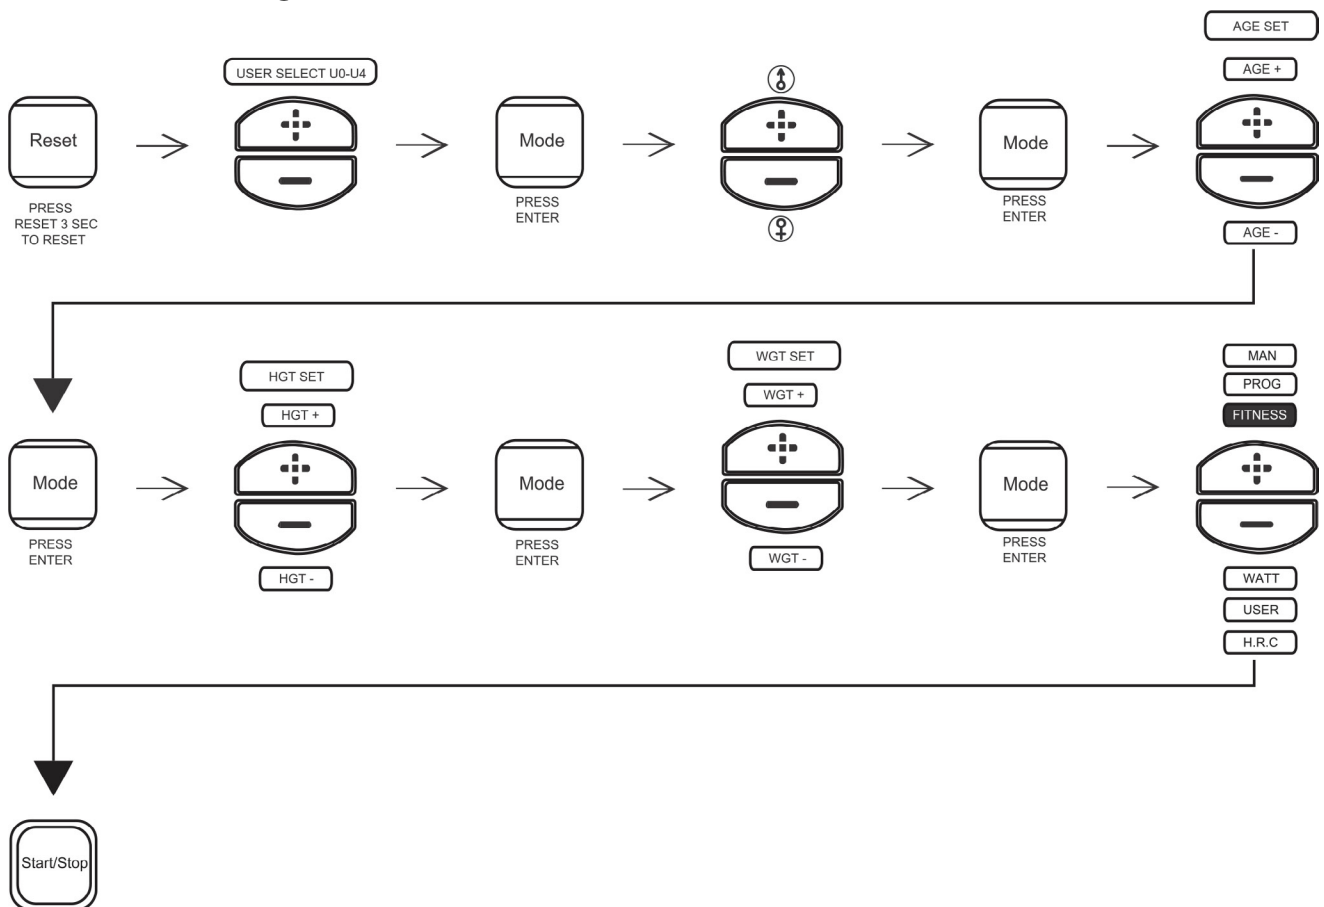 AGE SET
USER SELECT U0-U4
AGE +
Reset
Mode
Mode
PRESS
RESET 3 SEC
TO RESET
PRESS
ENTER
PRESS
ENTER
AGE -
HGT SET
HGT +
WGT SET
WGT +
MAN
PROG
FITNESS
Mode
Mode
Mode
PRESS
ENTER
HGT -
PRESS
ENTER
WGT -
PRESS
ENTER
WATT
USER
H.R.C
Start/Stop